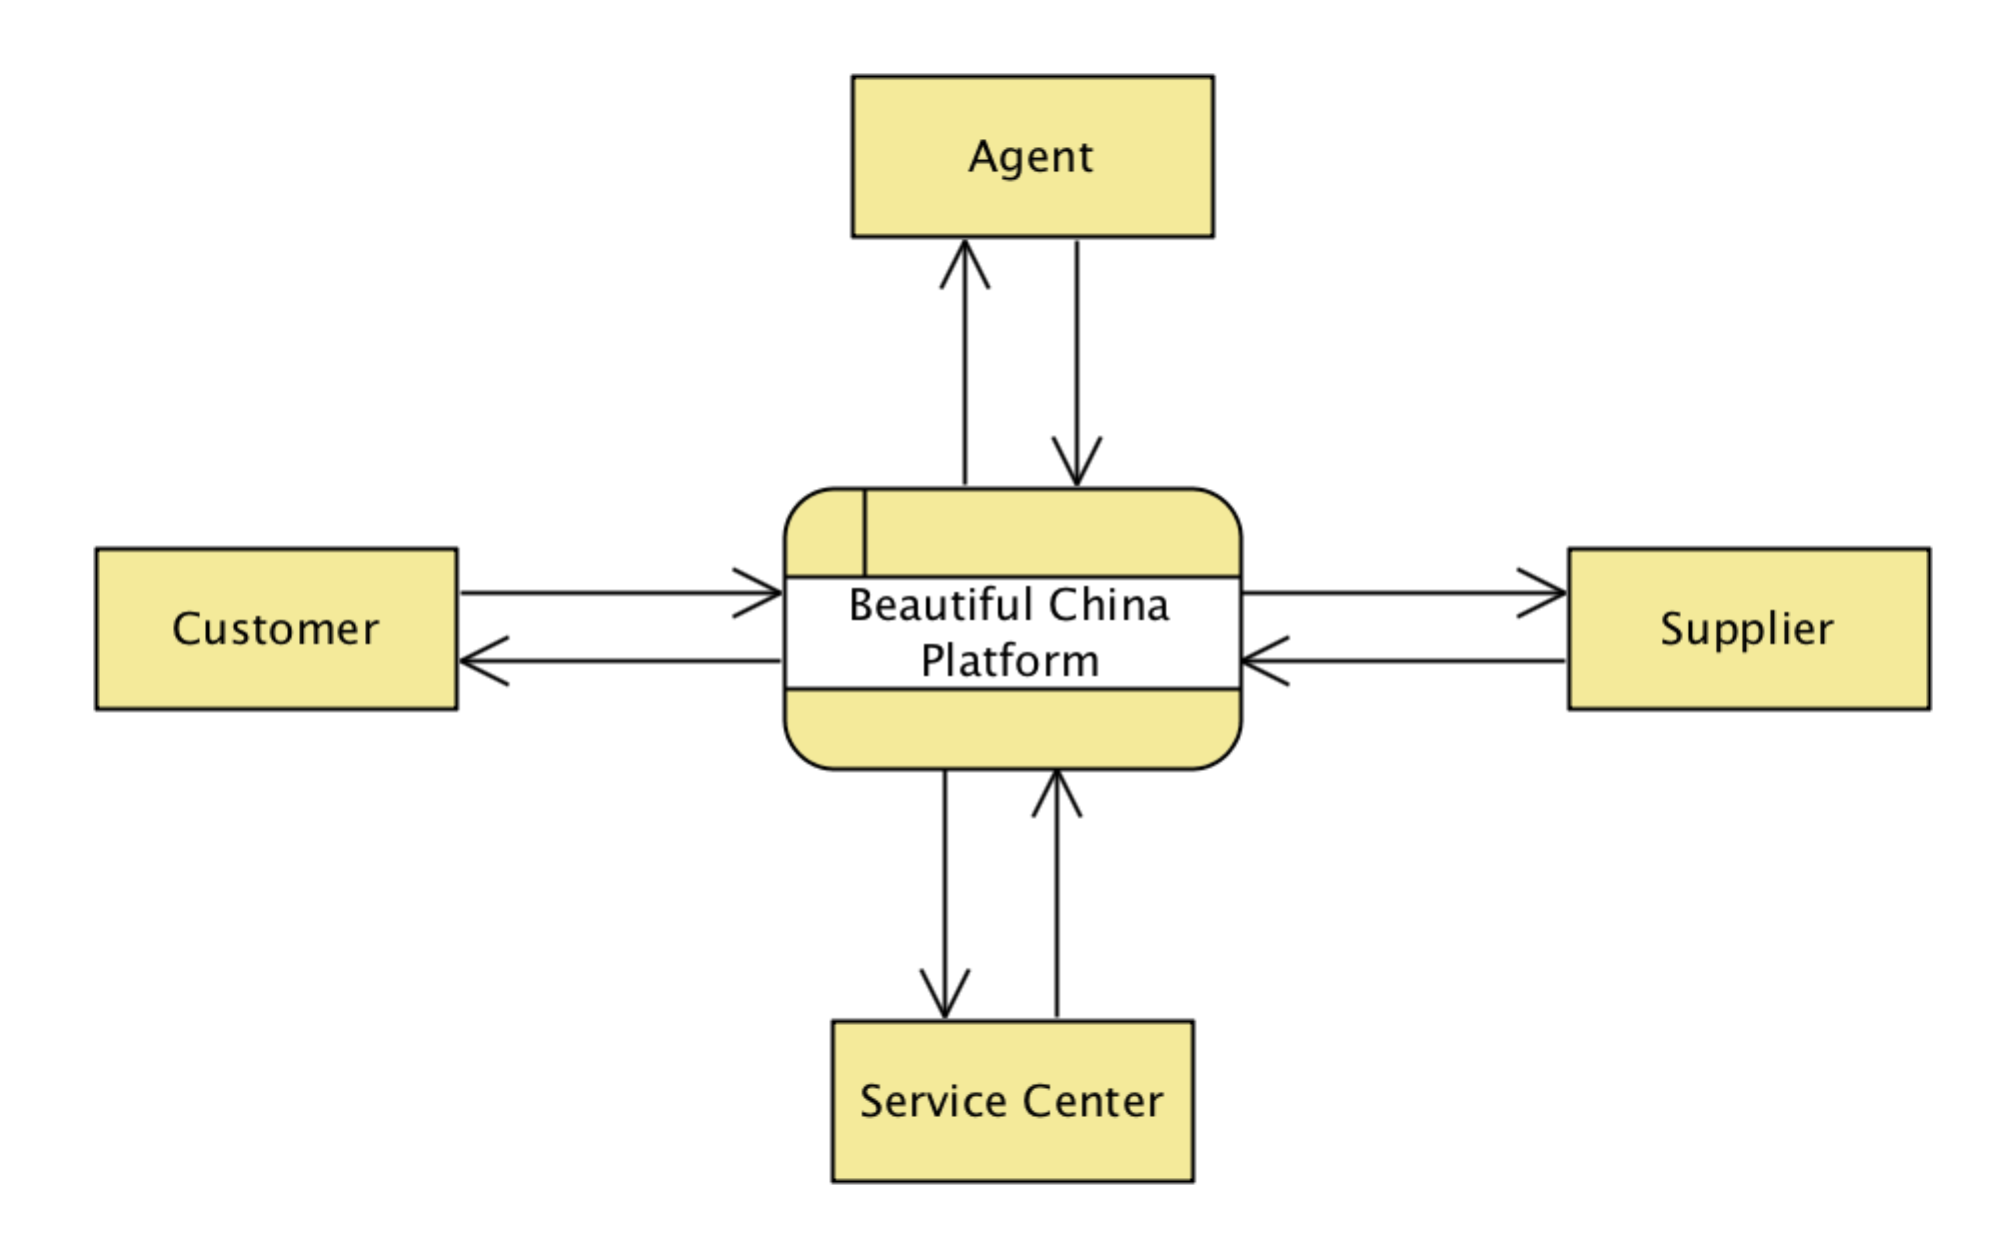 Agent
Customer
Beautiful China
Platform
Supplier
Service Center